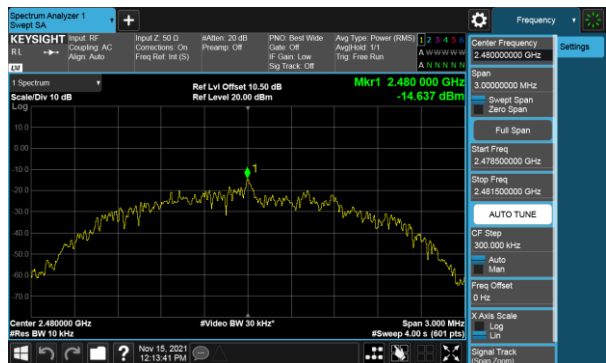 Spectrum Analyzer 1
Swept SA
+
Frequency
KEYSIGHT
RL
LXI
Input: RF
Coupling: AC
Align: Auto
Input Z: 50 Ω
Corrections: On
Freq Ref: Int (S)
#Atten: 20 dB
Preamp: Off
PNO: Best Wide
Gate: Off
IF Gain: Low
Sig Track: Off
Avg Type: Power (RMS)
Avg|Hold: 1/1
Trig: Free Run
1 2 3 4 5 6
A W W W W W
A N N N N N
1 Spectrum
Scale/Div 10 dB
Log
Ref Lvl Offset 10.50 dB
Ref Level 20.00 dBm
Mkr1 2.480 000 GHz
-14.637 dBm
10.0
0.00
-10.0
-20.0
-30.0
-40.0
-50.0
-60.0
-70.0
1
Center 2.480000 GHz
#Res BW 10 kHz
#Video BW 30 kHz*
Span 3.000 MHz
#Sweep 4.00 s (601 pts)
?
Nov 15, 2021
12:13:41 PM
Center Frequency
2.480000000 GHz
Settings
Span
3.00000000 MHz
Swept Span
Zero Span
Full Span
Start Freq
2.478500000 GHz
Stop Freq
2.481500000 GHz
AUTO TUNE
CF Step
300.000 kHz
Auto
Man
Freq Offset
0 Hz
X Axis Scale
Log
Lin
Signal Track
(Span Zoom)